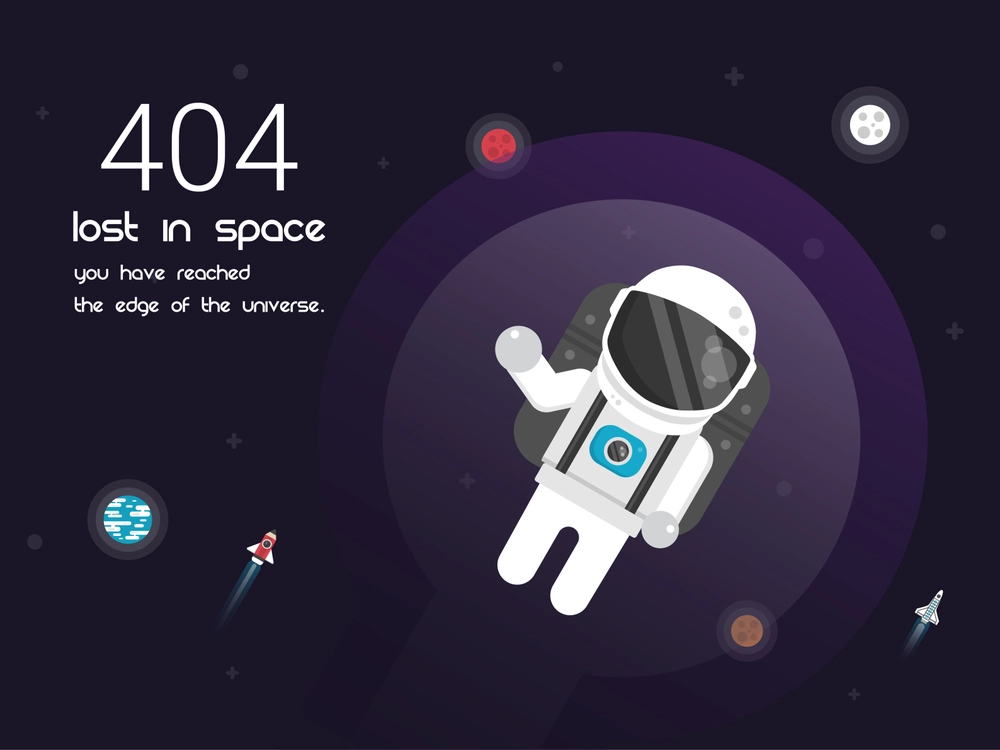 404
lost in space
you have reached
the edge of the universe.